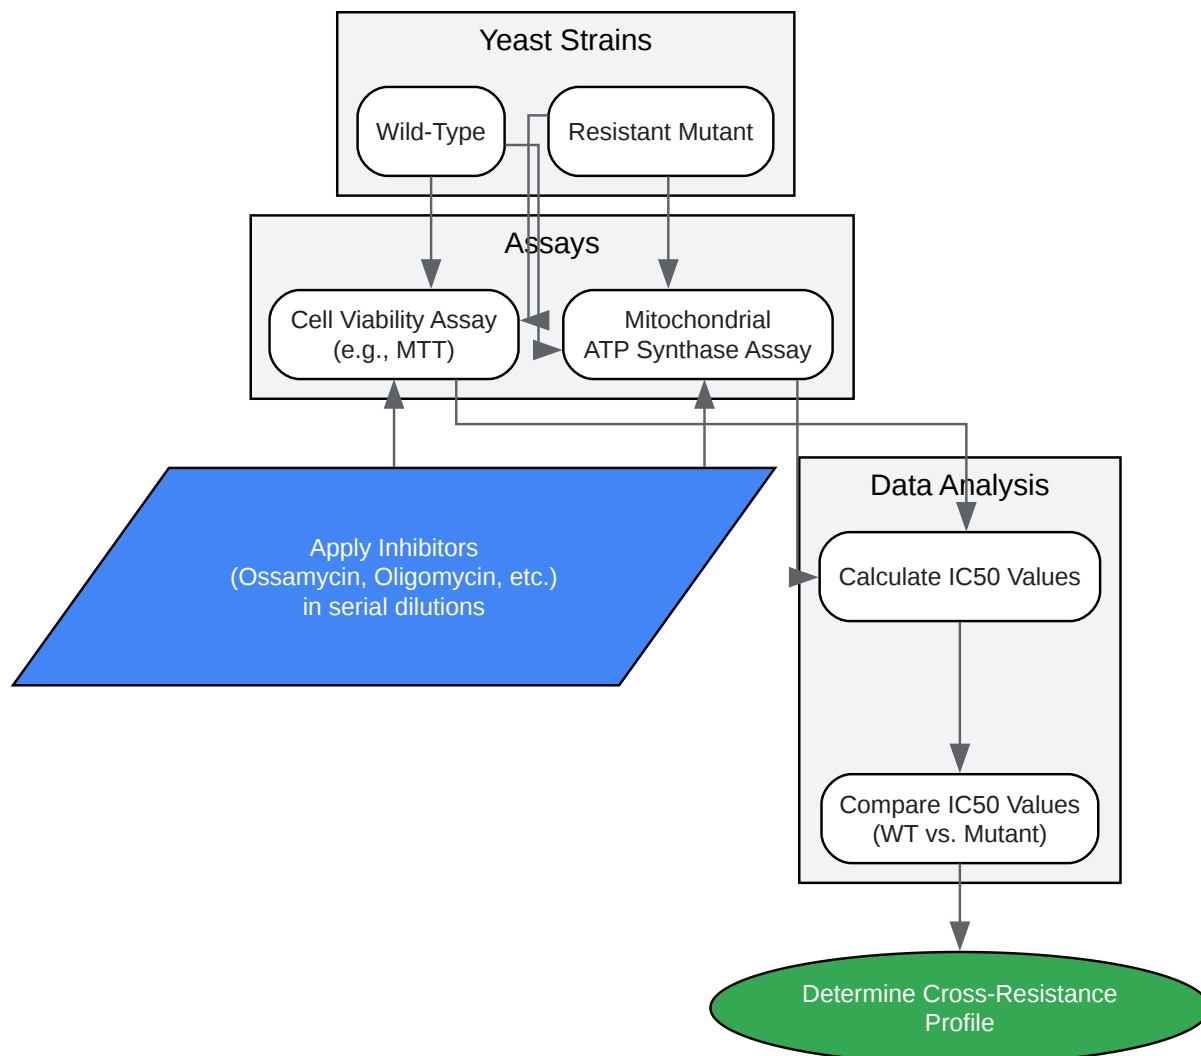 Yeast Strains
Wild-Type
Resistant Mutant
Assays
Cell Viability Assay
(e.g., MTT)
Mitochondrial
ATP Synthase Assay
Apply Inhibitors
(Ossamycin, Oligomycin, etc.)
in serial dilutions
Data Analysis
Calculate IC50 Values
Compare IC50 Values
(WT vs. Mutant)
Determine Cross-Resistance
Profile